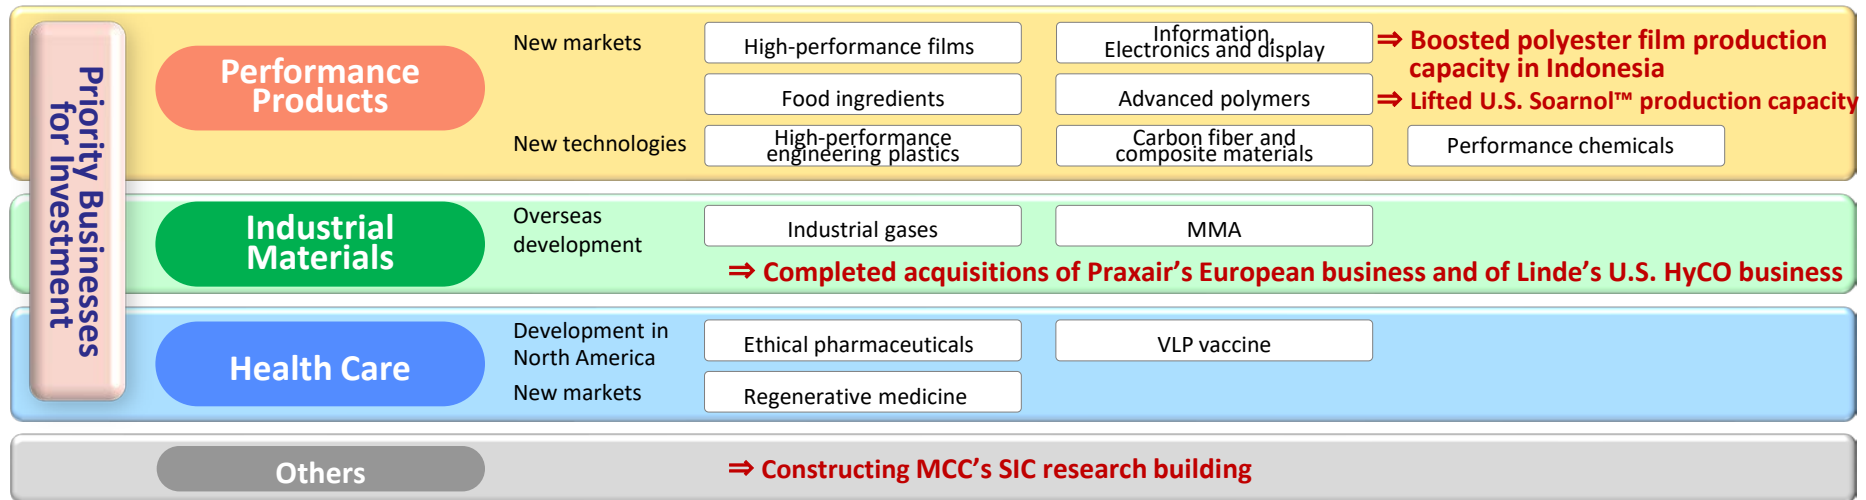 Priority Businesses
for Investment
Performance
Products
New markets
High-performance films
Information,
Electronics and display
⇒ Boosted polyester film production
capacity in Indonesia
Food ingredients
Advanced polymers
⇒ Lifted U.S. Soarnol™ production capacity
New technologies
High-performance
engineering plastics
Carbon fiber and
composite materials
Performance chemicals
Industrial
Materials
Overseas
development
Industrial gases
MMA
⇒ Completed acquisitions of Praxair’s European business and of Linde’s U.S. HyCO business
Health Care
Development in
North America
Ethical pharmaceuticals
VLP vaccine
New markets
Regenerative medicine
Others
⇒ Constructing MCC’s SIC research building